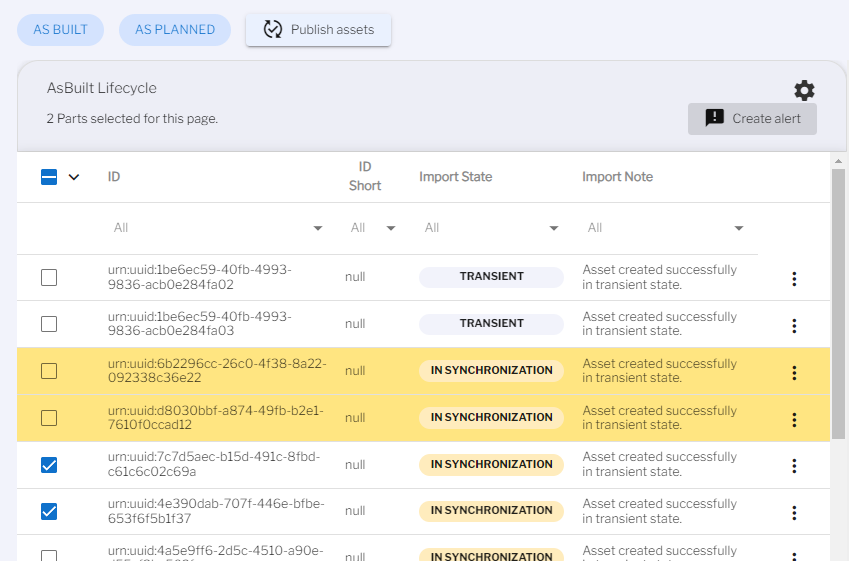 AS BUILT
AS PLANNED
Publish assets
AsBuilt Lifecycle
2 Parts selected for this page.
Create alert
ID
ID
Short
Import State
Import Note
All
All
All
All
urn:uuid:1be6ec59-40fb-4993-
9836-acb0e284fa02
null
TRANSIENT
Asset created successfully
in transient state.
urn:uuid:1be6ec59-40fb-4993-
9836-acb0e284fa03
null
TRANSIENT
Asset created successfully
in transient state.
urn:uuid:6b2296cc-26c0-4f38-8a22-
092338c36e22
null
IN SYNCHRONIZATION
Asset created successfully
in transient state.
urn:uuid:d8030bbf-a874-49fb-b2e1-
7610f0ccad12
null
IN SYNCHRONIZATION
Asset created successfully
in transient state.
urn:uuid:7c7d5aec-b15d-491c-8fbd-
c61c6c02c69a
null
IN SYNCHRONIZATION
Asset created successfully
in transient state.
urn:uuid:4e390dab-707f-446e-bfbe-
653f6f5b1f37
null
IN SYNCHRONIZATION
Asset created successfully
in transient state.
urn:uuid:4a5e9ff6-2d5c-4510-a90e-
null
IN SYNCHRONIZATION
Asset created successfully